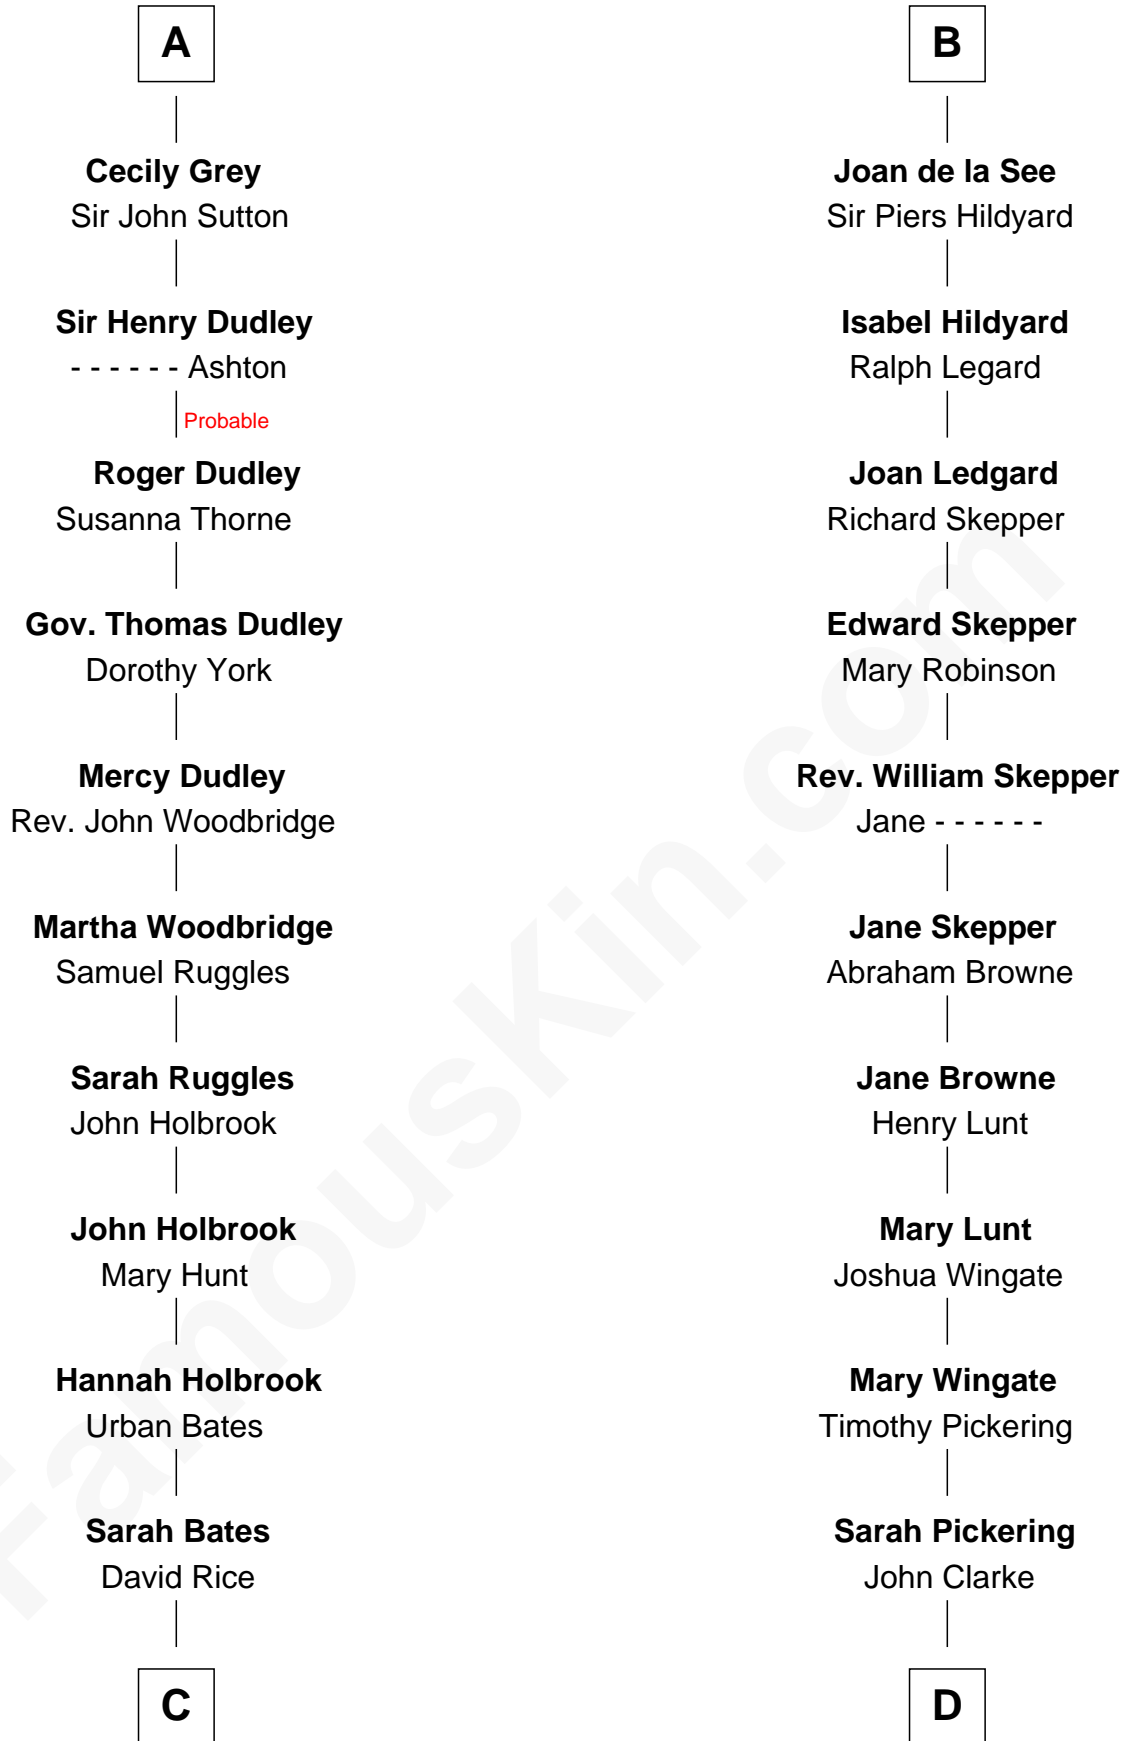 A
Cecily Grey
Sir John Sutton
Sir Henry Dudley
- - - - - - Ashton
Probable
Roger Dudley
Susanna Thorne
Gov. Thomas Dudley
Dorothy York
Mercy Dudley
Rev. John Woodbridge
Martha Woodbridge
Samuel Ruggles
Sarah Ruggles
John Holbrook
John Holbrook
Mary Hunt
Hannah Holbrook
Urban Bates
Sarah Bates
David Rice
C
B
Joan de la See
Sir Piers Hildyard
Isabel Hildyard
Ralph Legard
Joan Ledgard
Richard Skepper
Edward Skepper
Mary Robinson
Rev. William Skepper
Jane - - - - - -
Jane Skepper
Abraham Browne
Jane Browne
Henry Lunt
Mary Lunt
Joshua Wingate
Mary Wingate
Timothy Pickering
Sarah Pickering
John Clarke
D
FamousKin.com